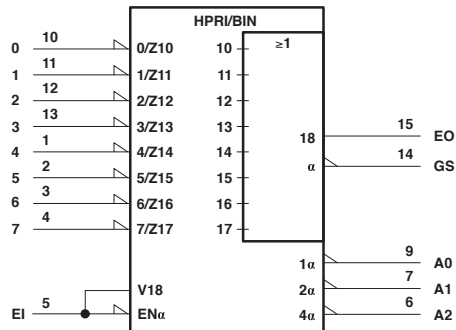 HPRI/BIN
≥1
0 10 0/Z10 10
1 11 1/Z11 11
2 12 2/Z12 12
3 13 3/Z13 13
4 1 4/Z14 14
5 2 5/Z15 15
6 3 6/Z16 16
7 4 7/Z17 17
18 15 EO
α 14 GS
1α 9 A0
2α 7 A1
4α 6 A2
V18
EI 5 ENα